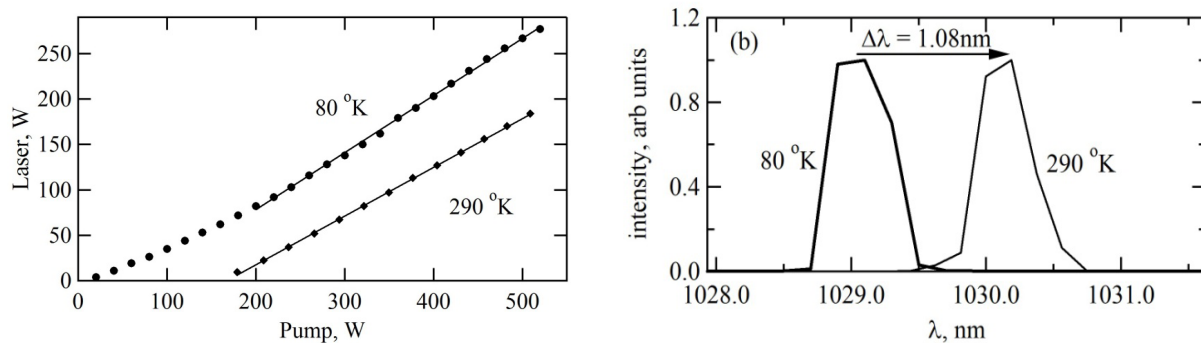 Laser, W
250
200
150
100
50
0
80 °K
290 °K
0
100
200
300
400
500
Pump, W
(b)
Δλ = 1.08nm
intensity, arb units
1.2
0.8
0.4
0.0
80 °K
290 °K
1028.0
1029.0
1030.0
1031.0
λ, nm